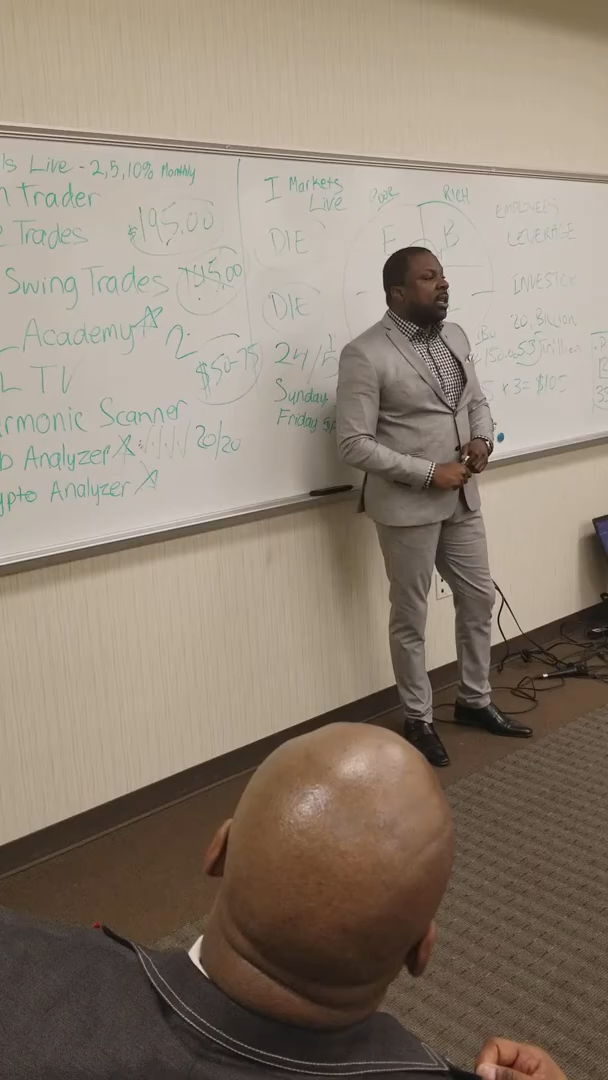 ls Live - 2,5,10% Monthly
n Trader
e Trades $195.00
Swing Trades 145.00
Academy
2
$50-75
L TV
rmonic Scanner
b Analyzer X 20/20
ypto Analyzer
I Markets
Live
DIE
DIE
24/5
Sunday
Friday 5p
POOR RICH
E B
EMPLOYEES
LEVERAGE
INVESTOR
20 Billion
53 Trillion
x 3 = $105